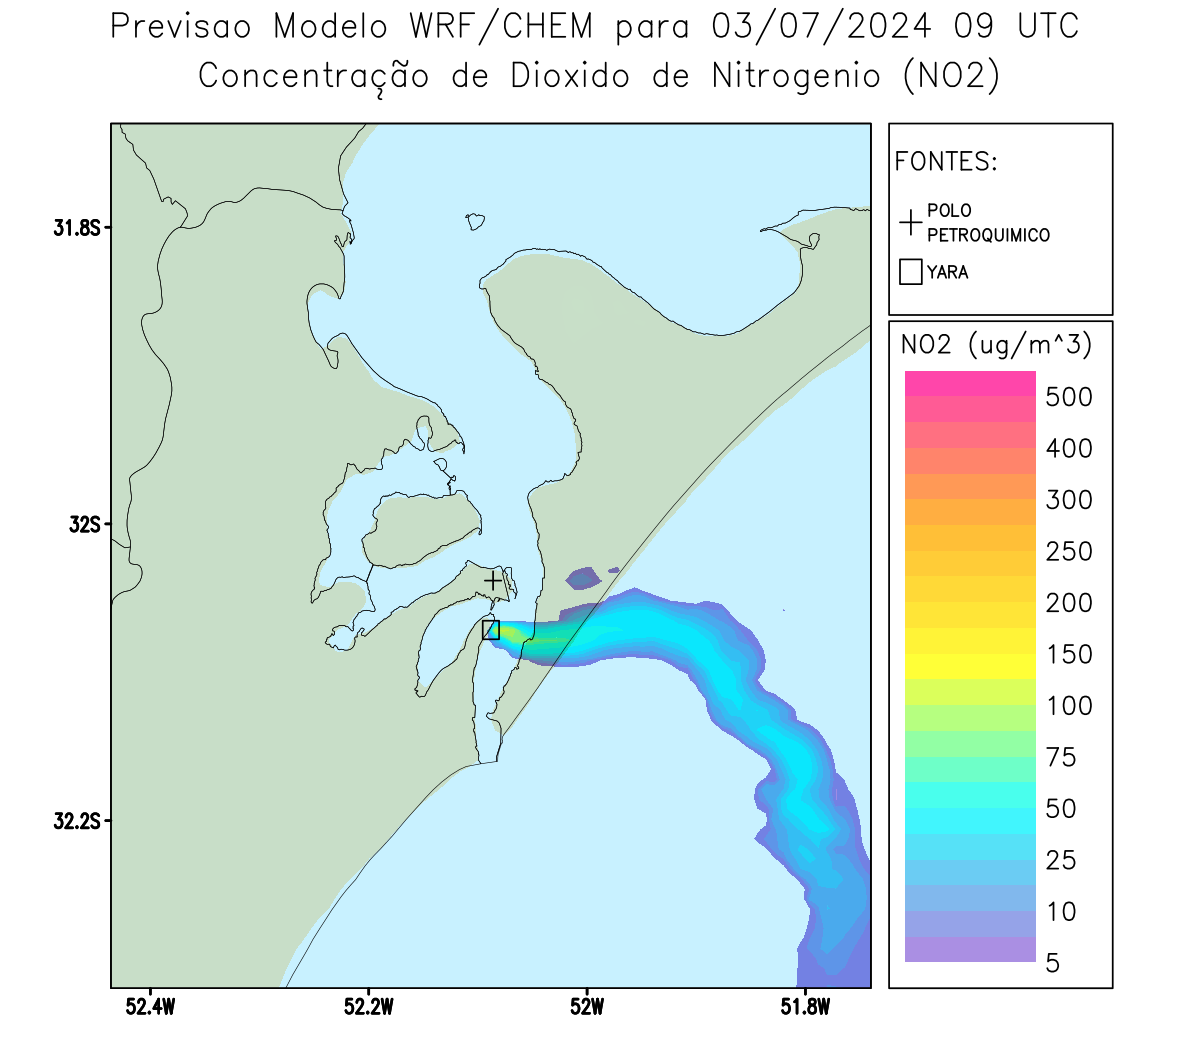 Previsao Modelo WRF/CHEM para 03/07/2024 09 UTC
Concentração de Dioxido de Nitrogenio (NO2)
FONTES:
POLO
PETROQUIMICO
YARA
NO2 (ug/m^3)
500
400
300
250
200
150
100
75
50
25
10
5
31.8S
32S
32.2S
52.4W
52.2W
52W
51.8W